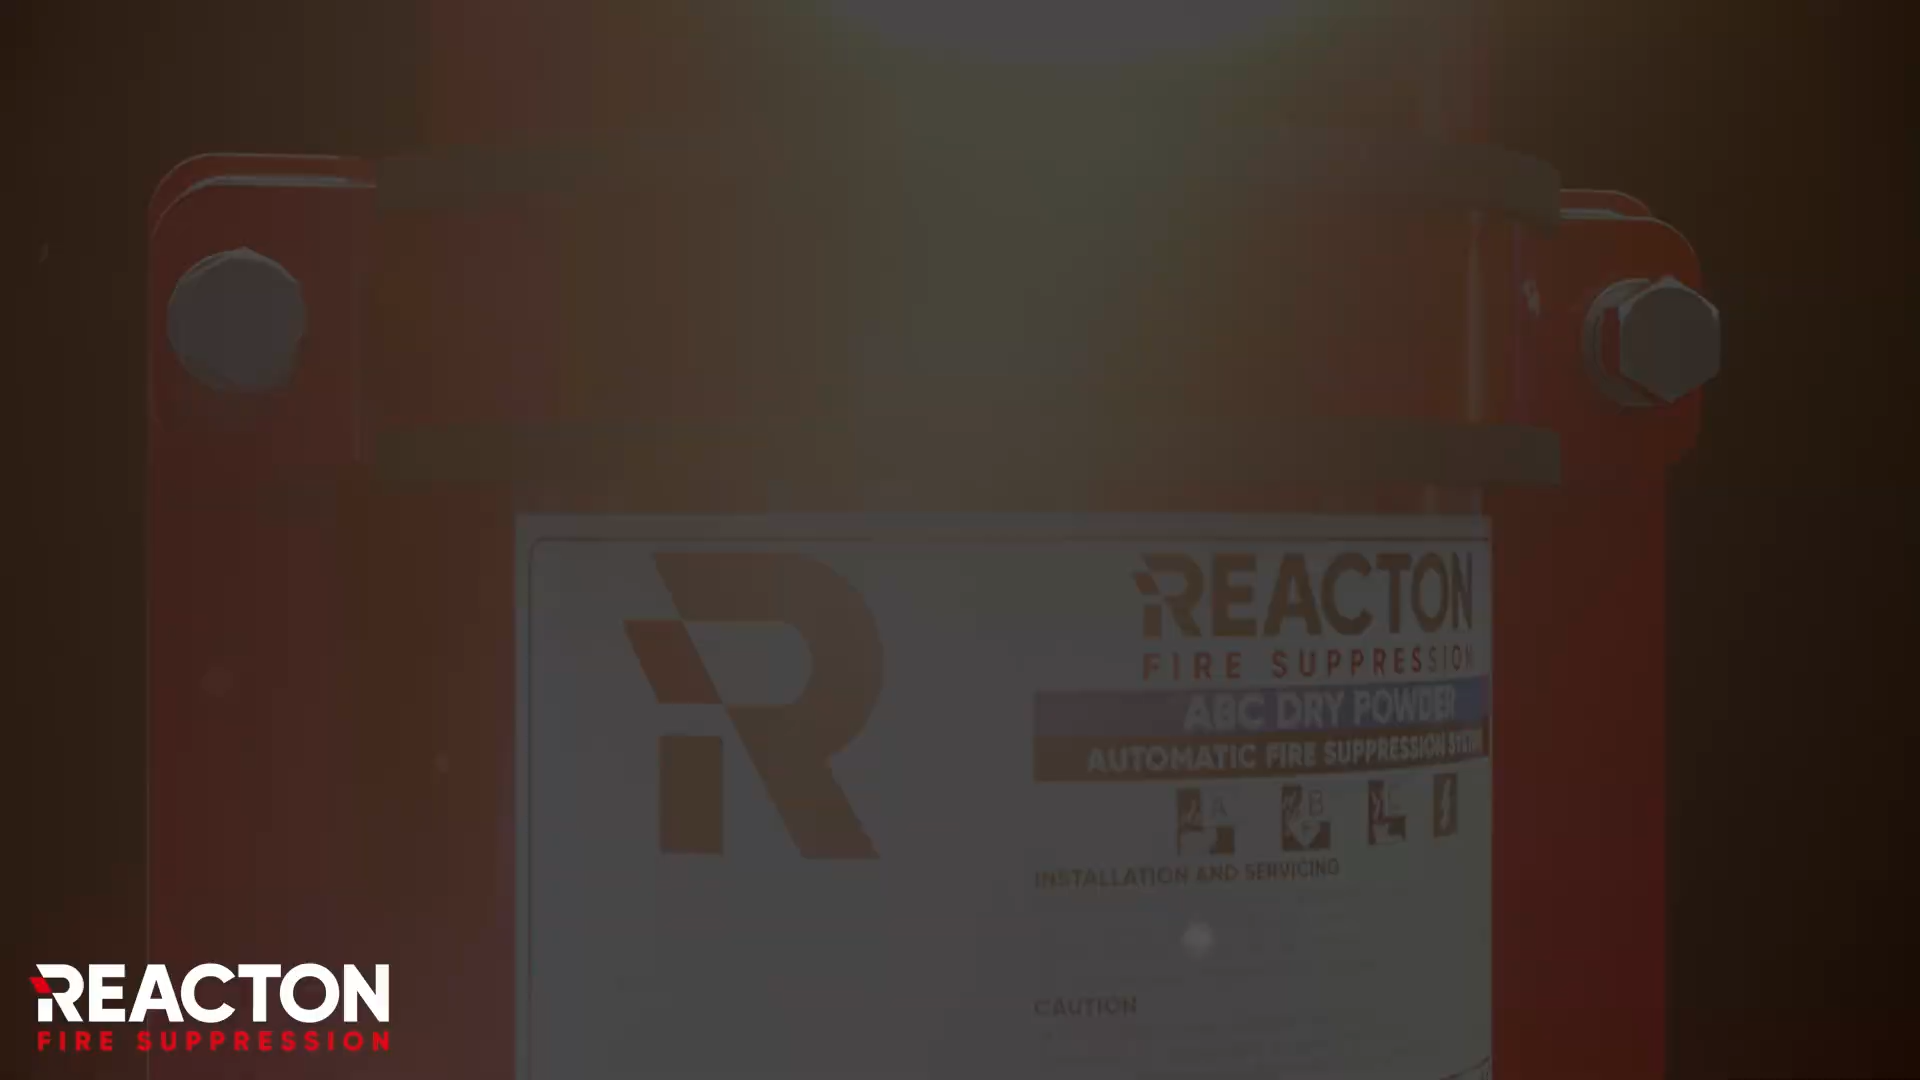 REACTON
FIRE SUPPRESSION
ABC DRY POWDER
AUTOMATIC FIRE SUPPRESSION SYSTEM
A B C
INSTALLATION AND SERVICING
CAUTION
REACTON
FIRE SUPPRESSION